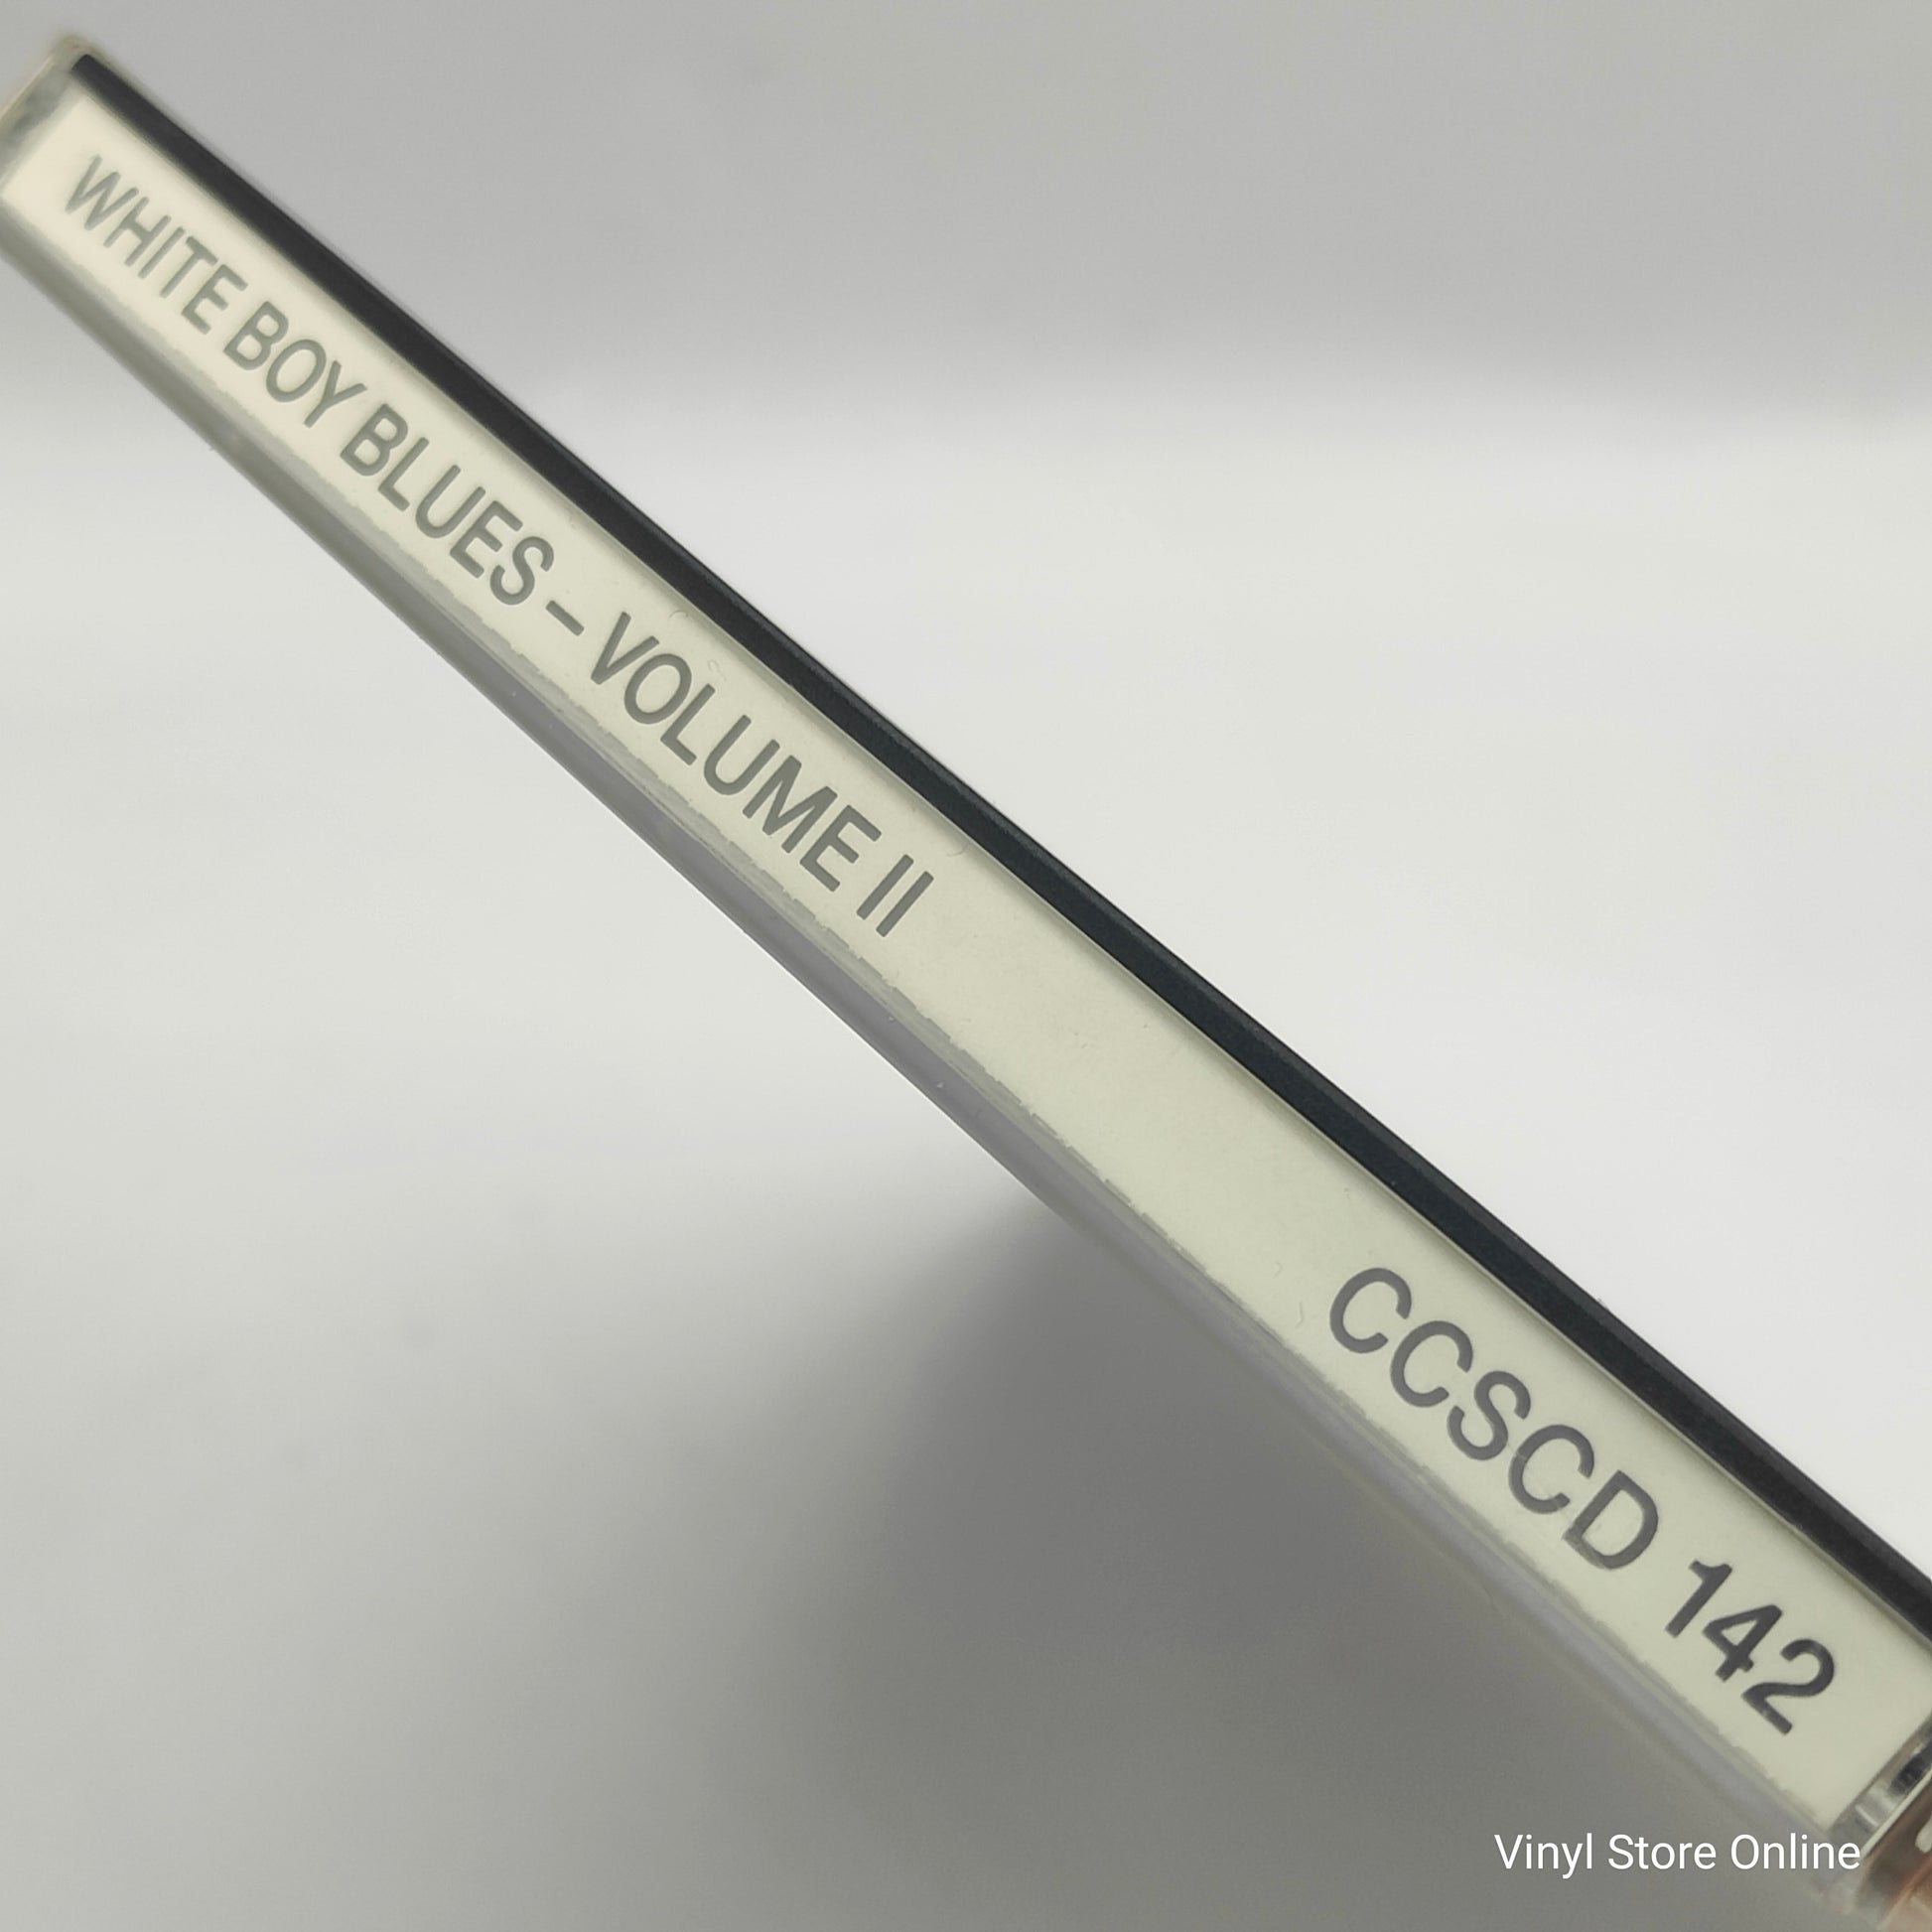 WHITE BOY BLUES – VOLUME II
CCSCD 142
Vinyl Store Online